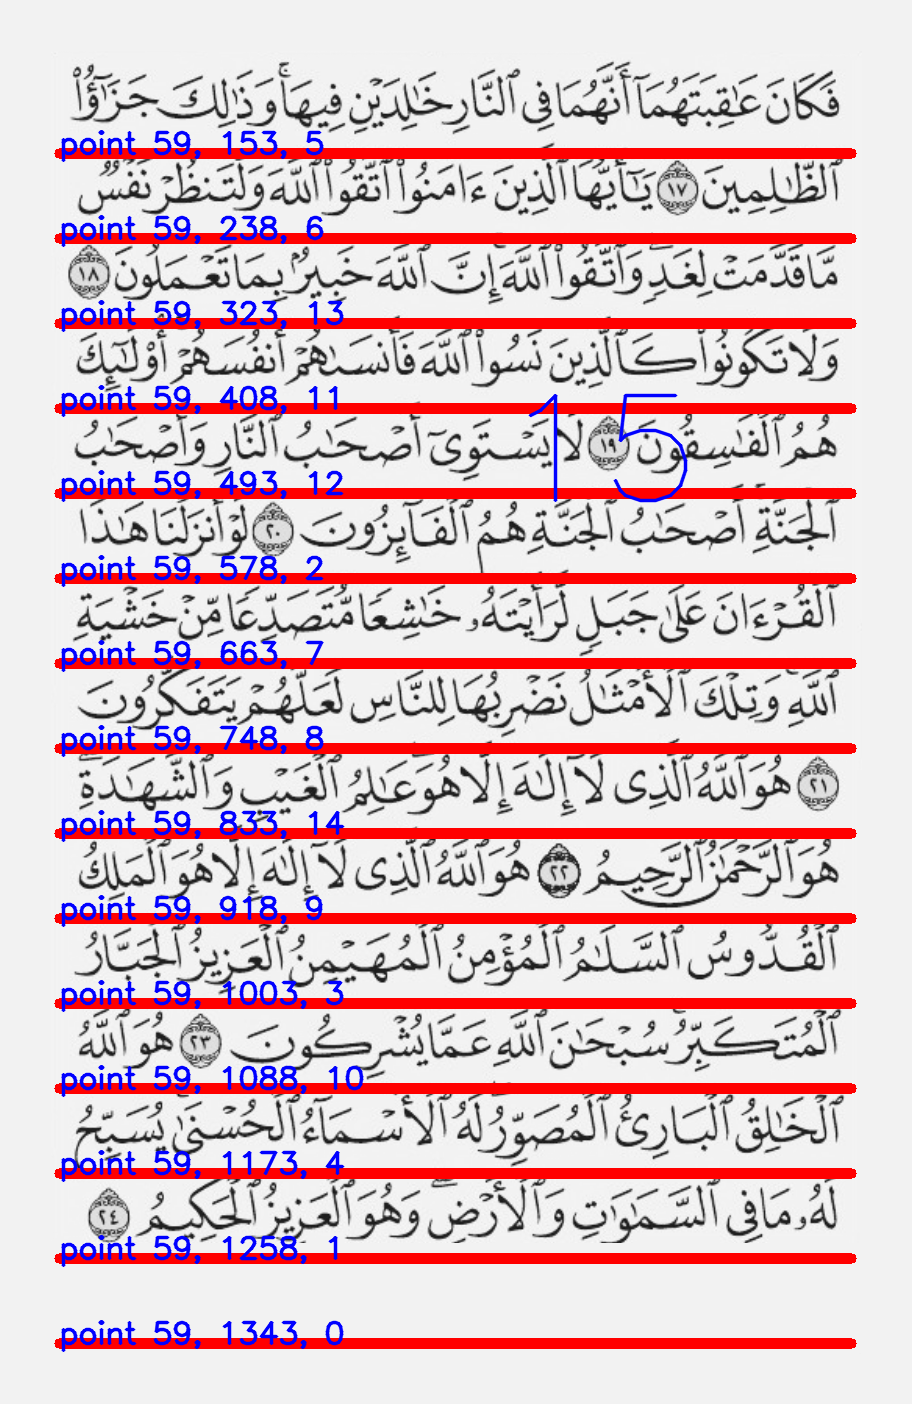 فَكَانَ عَٰقِبَتَهُمَآ أَنَّهُمَا فِى ٱلنَّارِ خَٰلِدَيْنِ فِيهَا ۚ وَذَٰلِكَ جَزَٰٓؤُا۟
point 59, 153, 5
ٱلظَّٰلِمِينَ ١٧ يَٰٓأَيُّهَا ٱلَّذِينَ ءَامَنُوا۟ ٱتَّقُوا۟ ٱللَّهَ وَلْتَنظُرْ نَفْسٌ
point 59, 238, 6
مَّا قَدَّمَتْ لِغَدٍ ۖ وَٱتَّقُوا۟ ٱللَّهَ ۚ إِنَّ ٱللَّهَ خَبِيرٌۢ بِمَا تَعْمَلُونَ ١٨
point 59, 323, 13
وَلَا تَكُونُوا۟ كَٱلَّذِينَ نَسُوا۟ ٱللَّهَ فَأَنسَىٰهُمْ أَنفُسَهُمْ ۚ أُو۟لَٰٓئِكَ
point 59, 408, 11
هُمُ ٱلْفَٰسِقُونَ ١٩ لَا يَسْتَوِىٓ أَصْحَٰبُ ٱلنَّارِ وَأَصْحَٰبُ
15
point 59, 493, 12
ٱلْجَنَّةِ ۚ أَصْحَٰبُ ٱلْجَنَّةِ هُمُ ٱلْفَآئِزُونَ ٢٠ لَوْ أَنزَلْنَا هَٰذَا
point 59, 578, 2
ٱلْقُرْءَانَ عَلَىٰ جَبَلٍ لَّرَأَيْتَهُۥ خَٰشِعًا مُّتَصَدِّعًا مِّنْ خَشْيَةِ
point 59, 663, 7
ٱللَّهِ ۚ وَتِلْكَ ٱلْأَمْثَٰلُ نَضْرِبُهَا لِلنَّاسِ لَعَلَّهُمْ يَتَفَكَّرُونَ
point 59, 748, 8
٢١ هُوَ ٱللَّهُ ٱلَّذِى لَآ إِلَٰهَ إِلَّا هُوَ ۖ عَٰلِمُ ٱلْغَيْبِ وَٱلشَّهَٰدَةِ ۖ
point 59, 833, 14
هُوَ ٱلرَّحْمَٰنُ ٱلرَّحِيمُ ٢٢ هُوَ ٱللَّهُ ٱلَّذِى لَآ إِلَٰهَ إِلَّا هُوَ ٱلْمَلِكُ
point 59, 918, 9
ٱلْقُدُّوسُ ٱلسَّلَٰمُ ٱلْمُؤْمِنُ ٱلْمُهَيْمِنُ ٱلْعَزِيزُ ٱلْجَبَّارُ
point 59, 1003, 3
ٱلْمُتَكَبِّرُ ۚ سُبْحَٰنَ ٱللَّهِ عَمَّا يُشْرِكُونَ ٢٣ هُوَ ٱللَّهُ
point 59, 1088, 10
ٱلْخَٰلِقُ ٱلْبَارِئُ ٱلْمُصَوِّرُ ۖ لَهُ ٱلْأَسْمَآءُ ٱلْحُسْنَىٰ ۚ يُسَبِّحُ
point 59, 1173, 4
لَهُۥ مَا فِى ٱلسَّمَٰوَٰتِ وَٱلْأَرْضِ ۖ وَهُوَ ٱلْعَزِيزُ ٱلْحَكِيمُ ٢٤
point 59, 1258, 1
point 59, 1343, 0